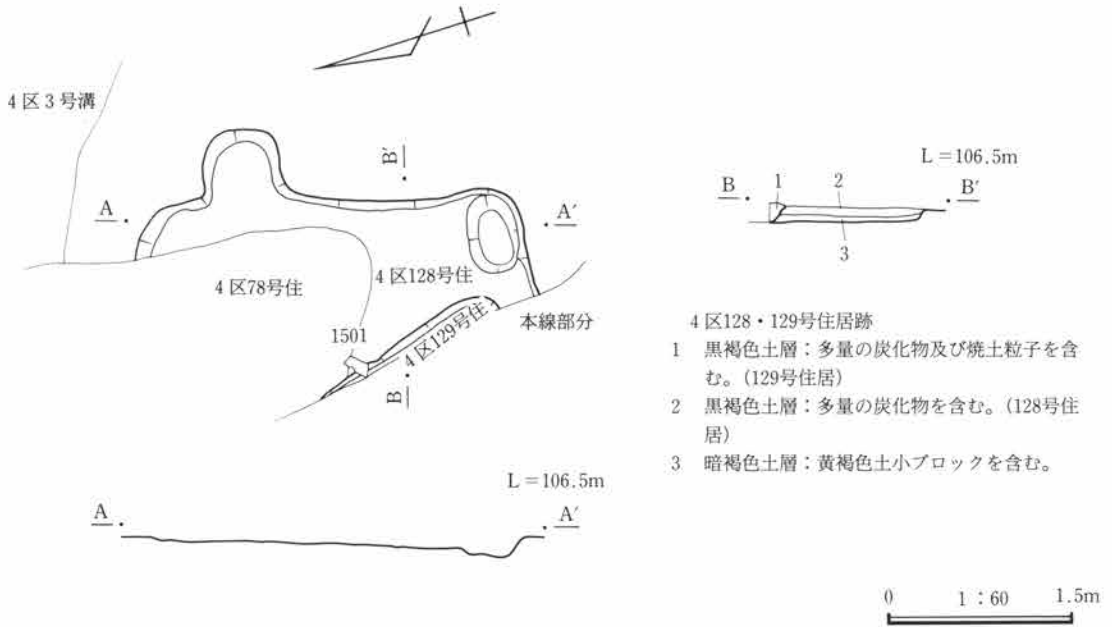 4区3号溝
B′
A
A′
4区78号住
4区128号住
1501
4区129号住
本線部分
B
L=106.5m
B
1
2
B′
3
4区128・129号住居跡
1 黒褐色土層：多量の炭化物及び焼土粒子を含
む。(129号住居)
2 黒褐色土層：多量の炭化物を含む。(128号住
居)
3 暗褐色土層：黄褐色土小ブロックを含む。
L=106.5m
A
A′
0 1：60 1.5m